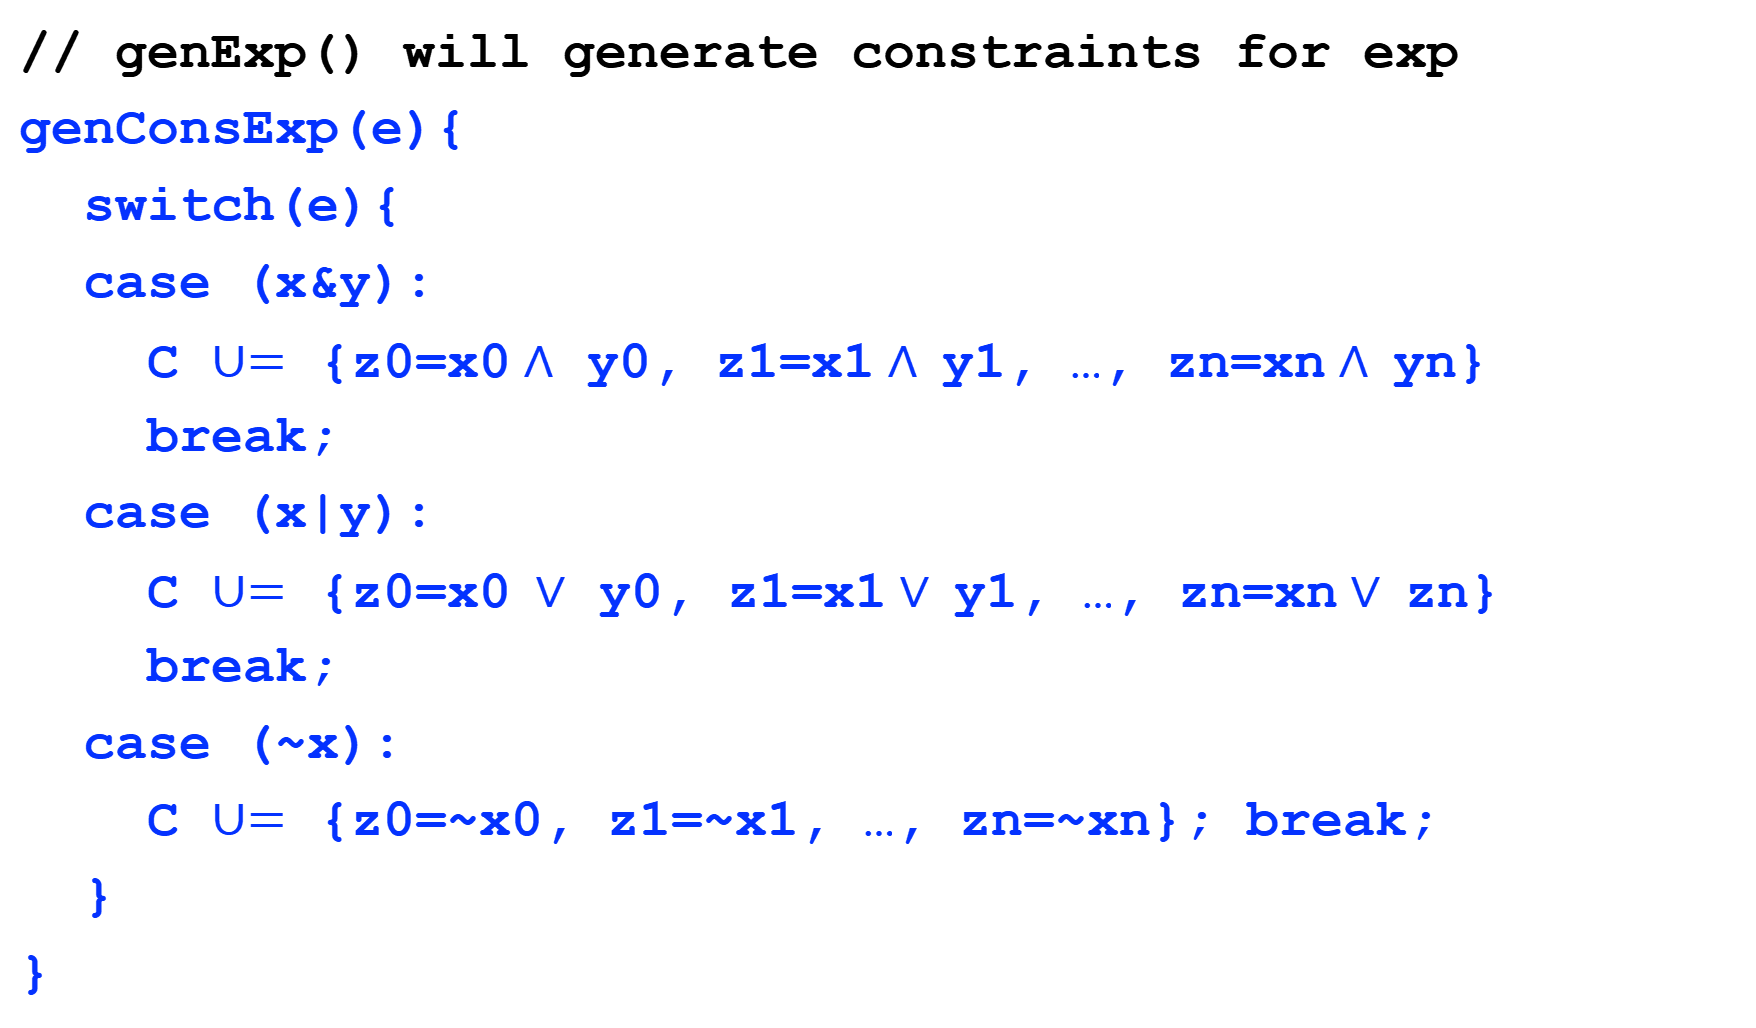 // genExp() will generate constraints for exp
genConsExp(e){
switch(e){
case (x&y):
C ∪= {z0=x0 ∧ y0, z1=x1 ∧ y1, …, zn=xn ∧ yn}
break;
case (x|y):
C ∪= {z0=x0 ∨ y0, z1=x1 ∨ y1, …, zn=xn ∨ zn}
break;
case (~x):
C ∪= {z0=~x0, z1=~x1, …, zn=~xn}; break;
}
}